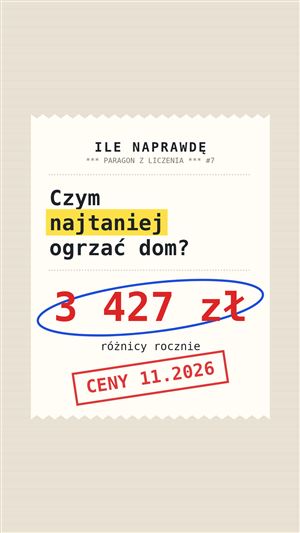 ILE NAPRAWDĘ
*** PARAGON Z LICZENIA *** #7
Czym
najtaniej
ogrzać dom?
3 427 zł
różnicy rocznie
CENY 11.2026